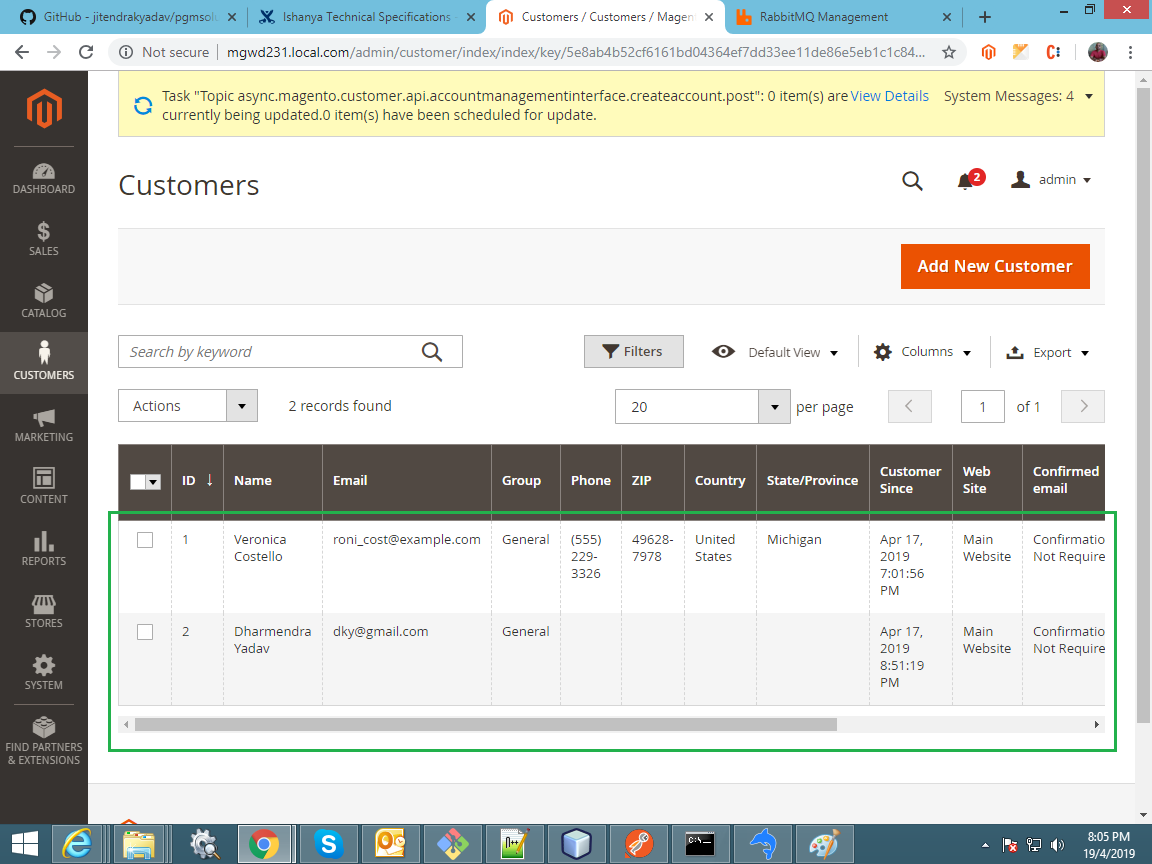 GitHub - jitendrakyadav/pgmsolu
Ishanya Technical Specifications -
Customers / Customers / Magen
RabbitMQ Management
Not secure | mgwd231.local.com/admin/customer/index/index/key/5e8ab4b52cf6161bd04364ef7dd33ee11de86e5eb1c1c84...
Task "Topic async.magento.customer.api.accountmanagementinterface.createaccount.post": 0 item(s) are View Details System Messages: 4
currently being updated.0 item(s) have been scheduled for update.
DASHBOARD
SALES
CATALOG
CUSTOMERS
MARKETING
CONTENT
REPORTS
STORES
SYSTEM
FIND PARTNERS
& EXTENSIONS
Customers
2
admin
Add New Customer
Search by keyword
Filters
Default View
Columns
Export
Actions
2 records found
20
per page
1
of 1
ID Name Email Group Phone ZIP Country State/Province Customer Since Web Site Confirmed email
1 Veronica Costello roni_cost@example.com General (555) 229-3326 49628-7978 United States Michigan Apr 17, 2019 7:01:56 PM Main Website Confirmatio Not Require
2 Dharmendra Yadav dky@gmail.com General Apr 17, 2019 8:51:19 PM Main Website Confirmatio Not Require
8:05 PM
19/4/2019